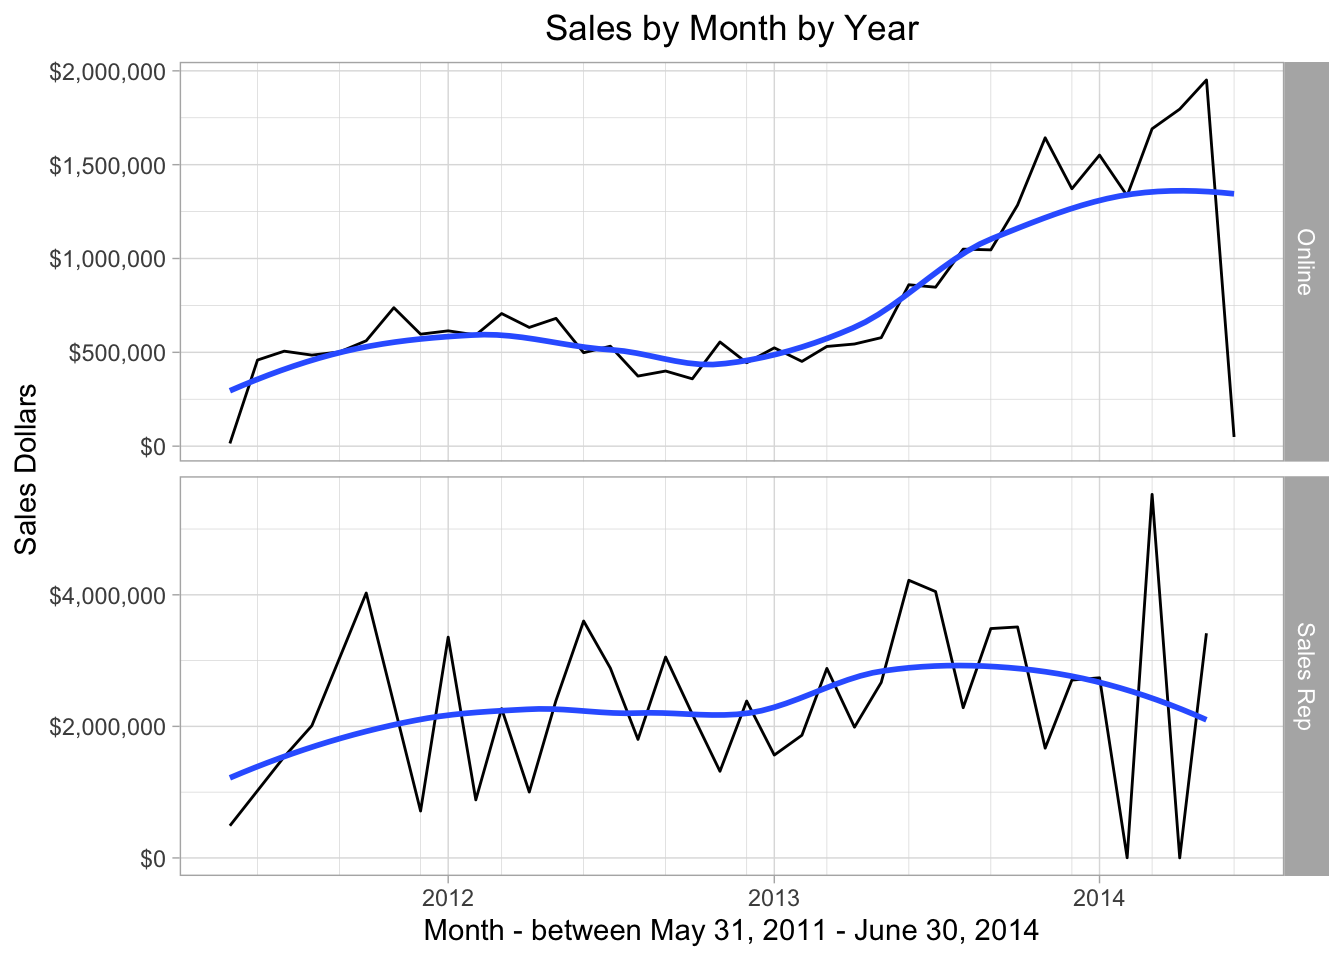 Sales by Month by Year
Sales Dollars
$2,000,000
$1,500,000
$1,000,000
$500,000
$0
Online
$4,000,000
$2,000,000
$0
Sales Rep
2012 2013 2014
Month - between May 31, 2011 - June 30, 2014